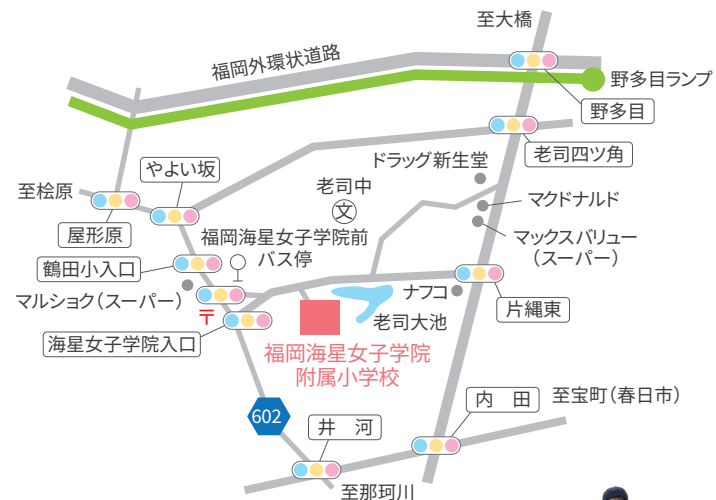 至大橋
福岡外環状道路
野多目ランプ
野多目
老司四ツ角
ドラッグ新生堂
やよい坂
老司中
文
至桧原
マクドナルド
屋形原
福岡海星女子学院前
バス停
マックスバリュー
（スーパー）
鶴田小入口
マルショク（スーパー）
ナフコ
片縄東
〒
老司大池
海星女子学院入口
福岡海星女子学院
附属小学校
602
内　田
至宝町（春日市）
井　河
至那珂川